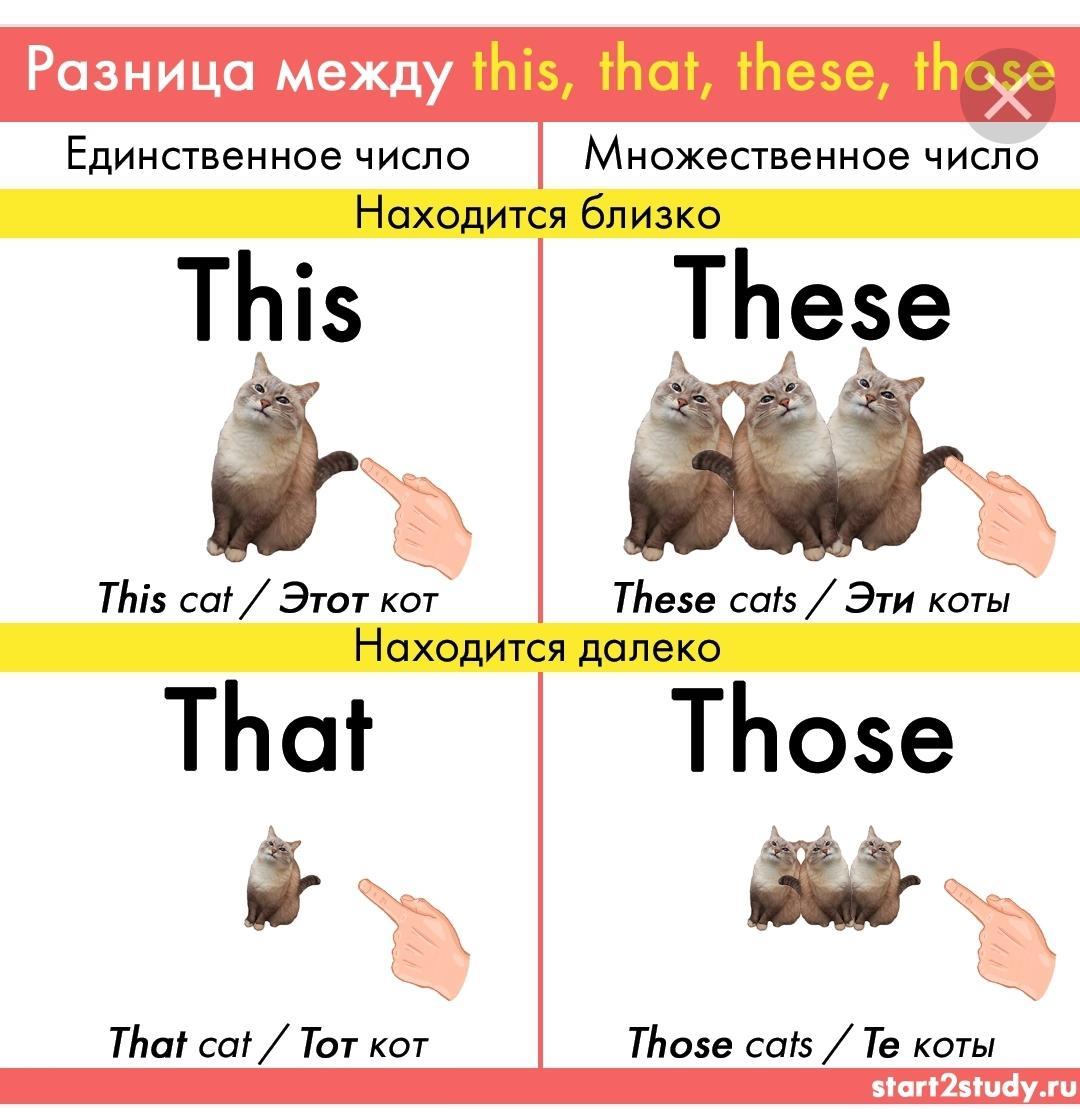 Разница между this, that, these, those
Единственное число
Множественное число
Находится близко
This
These
This cat / Этот кот
These cats / Эти коты
Находится далеко
That
Those
That cat / Тот кот
Those cats / Те коты
start2study.ru